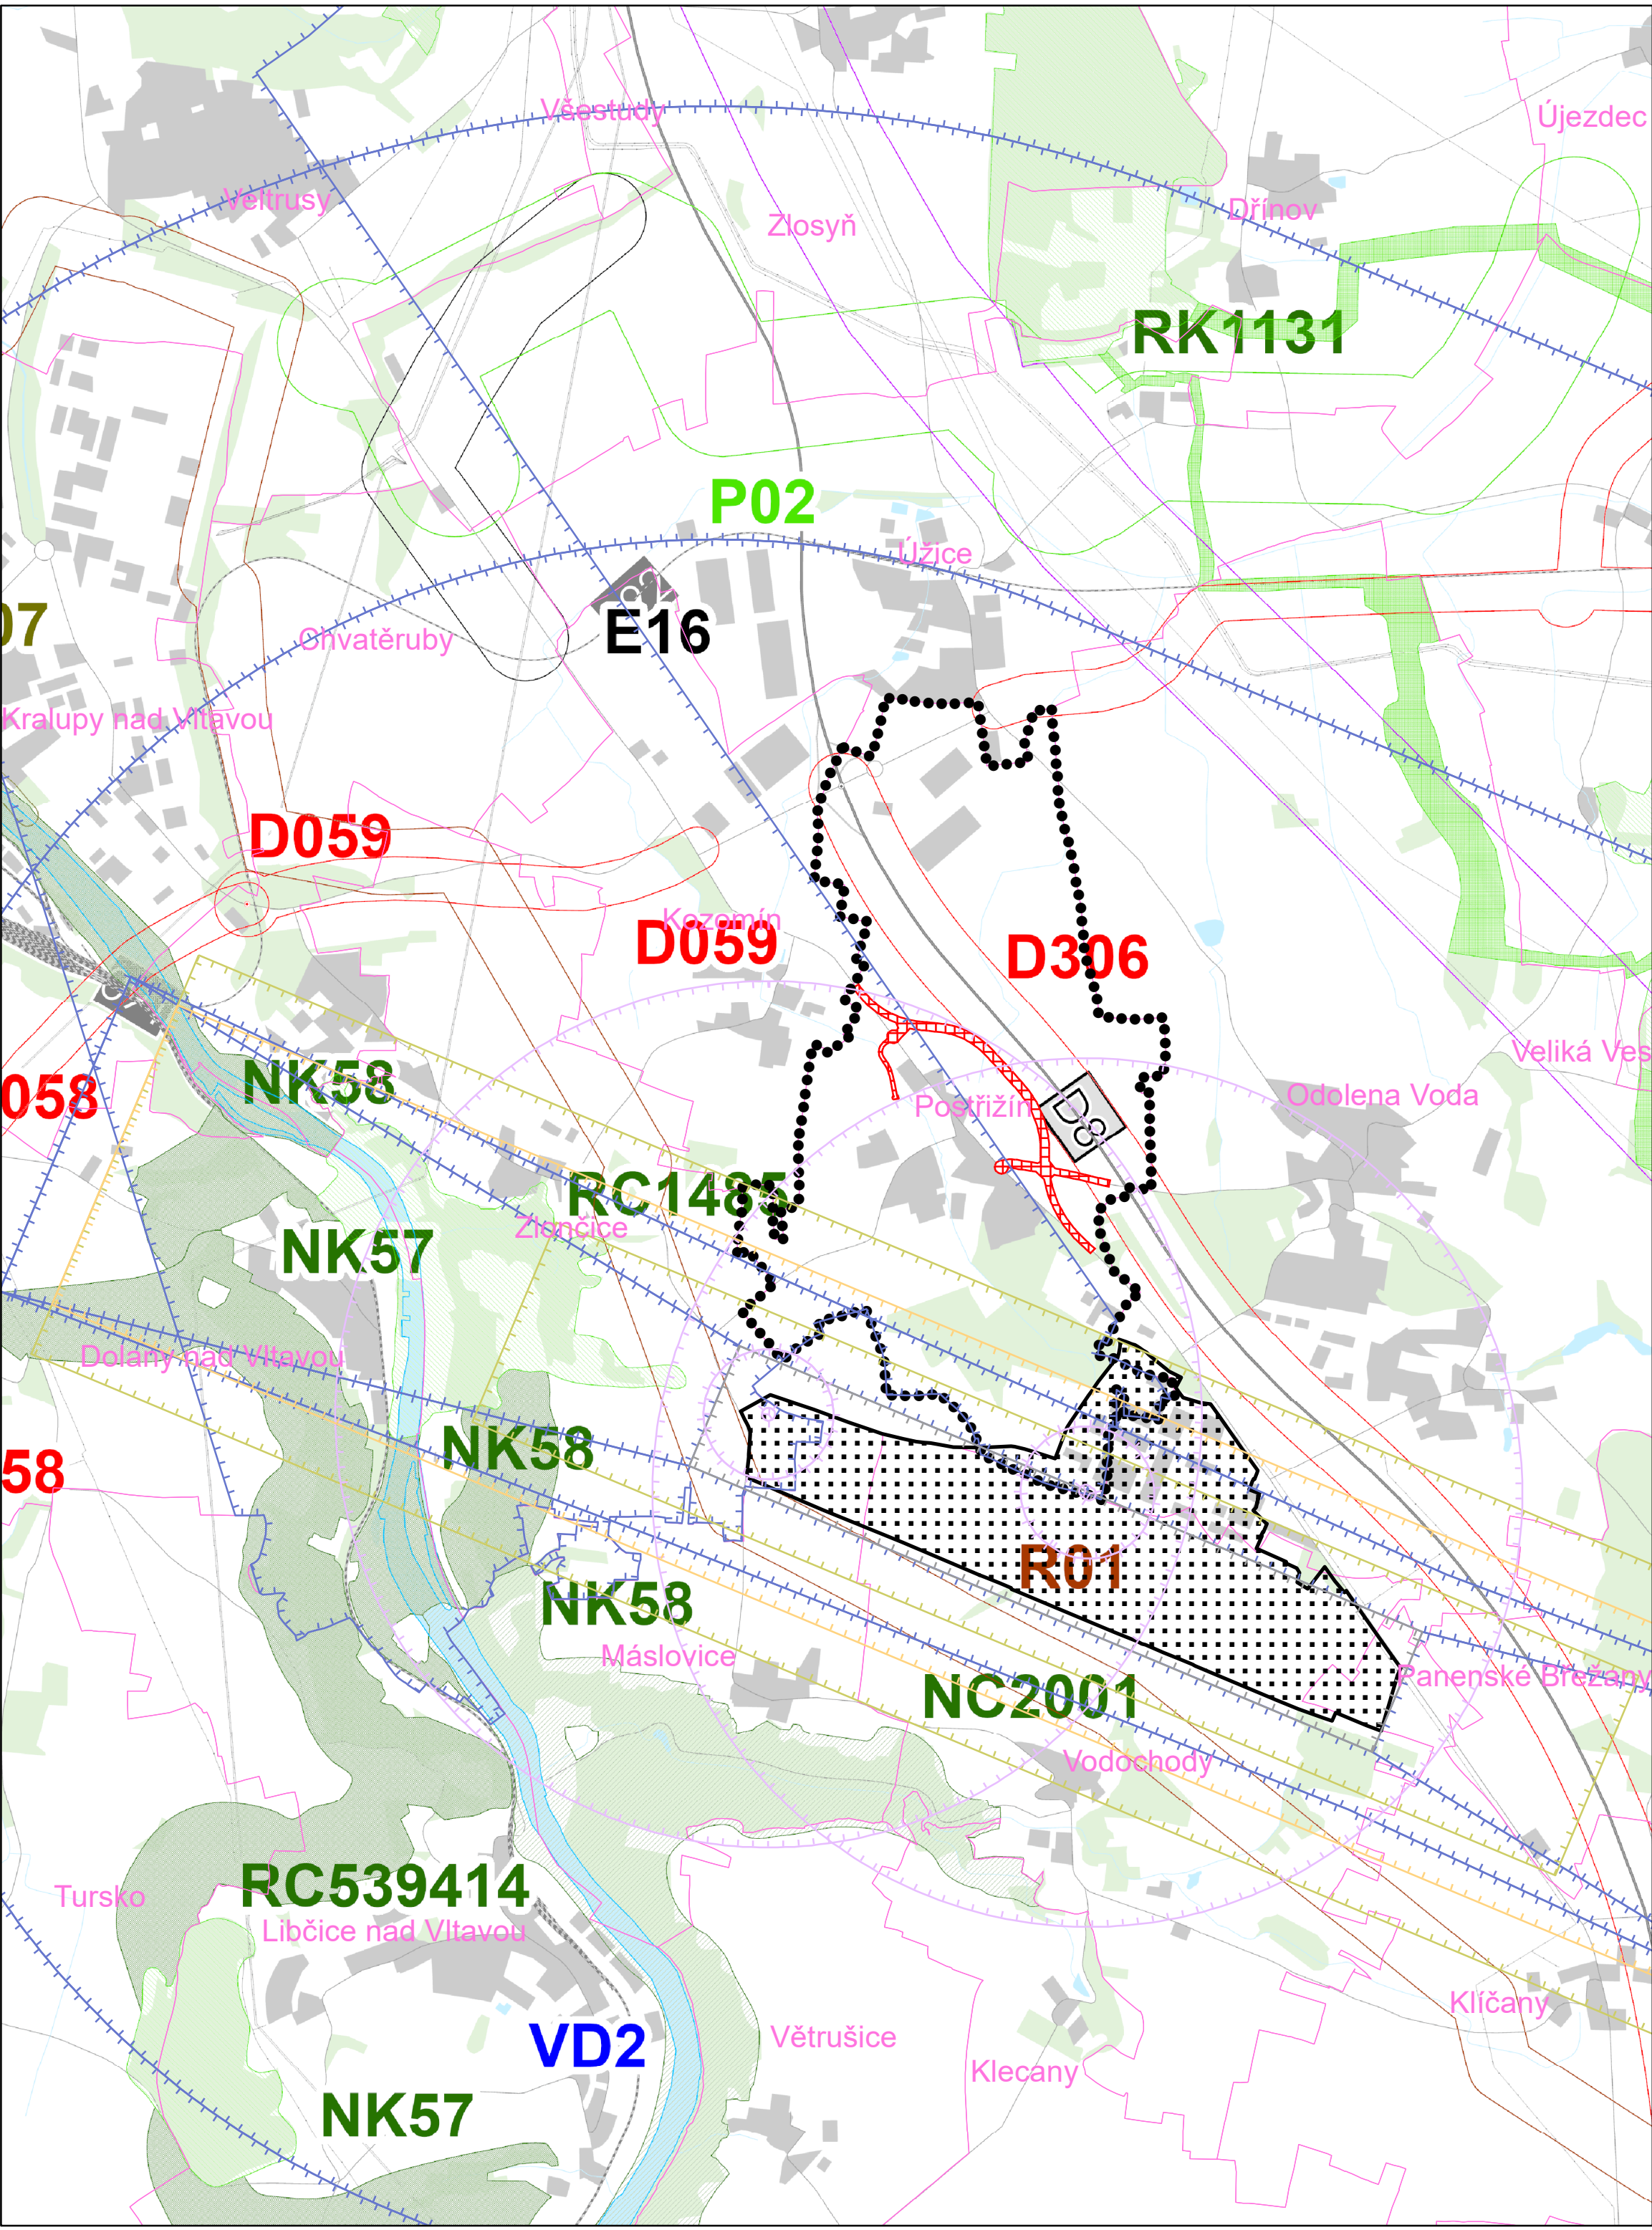 Všestudy
Újezdec
Veltrusy
Dřínov
Zlosyň
RK1131
P02
Úžice
07
E16
Chvatěruby
Kralupy nad Vltavou
D059
Kozomín
D059
D306
Veliká Ves
058
NK58
Postřižín
D8
Odolena Voda
RC1485
Zlončice
NK57
Dolany nad Vltavou
NK58
58
R01
NK58
Máslovice
Panenské Břežany
NC2001
Vodochody
RC539414
Tursko
Libčice nad Vltavou
Klíčany
VD2
Větrušice
Klecany
NK57